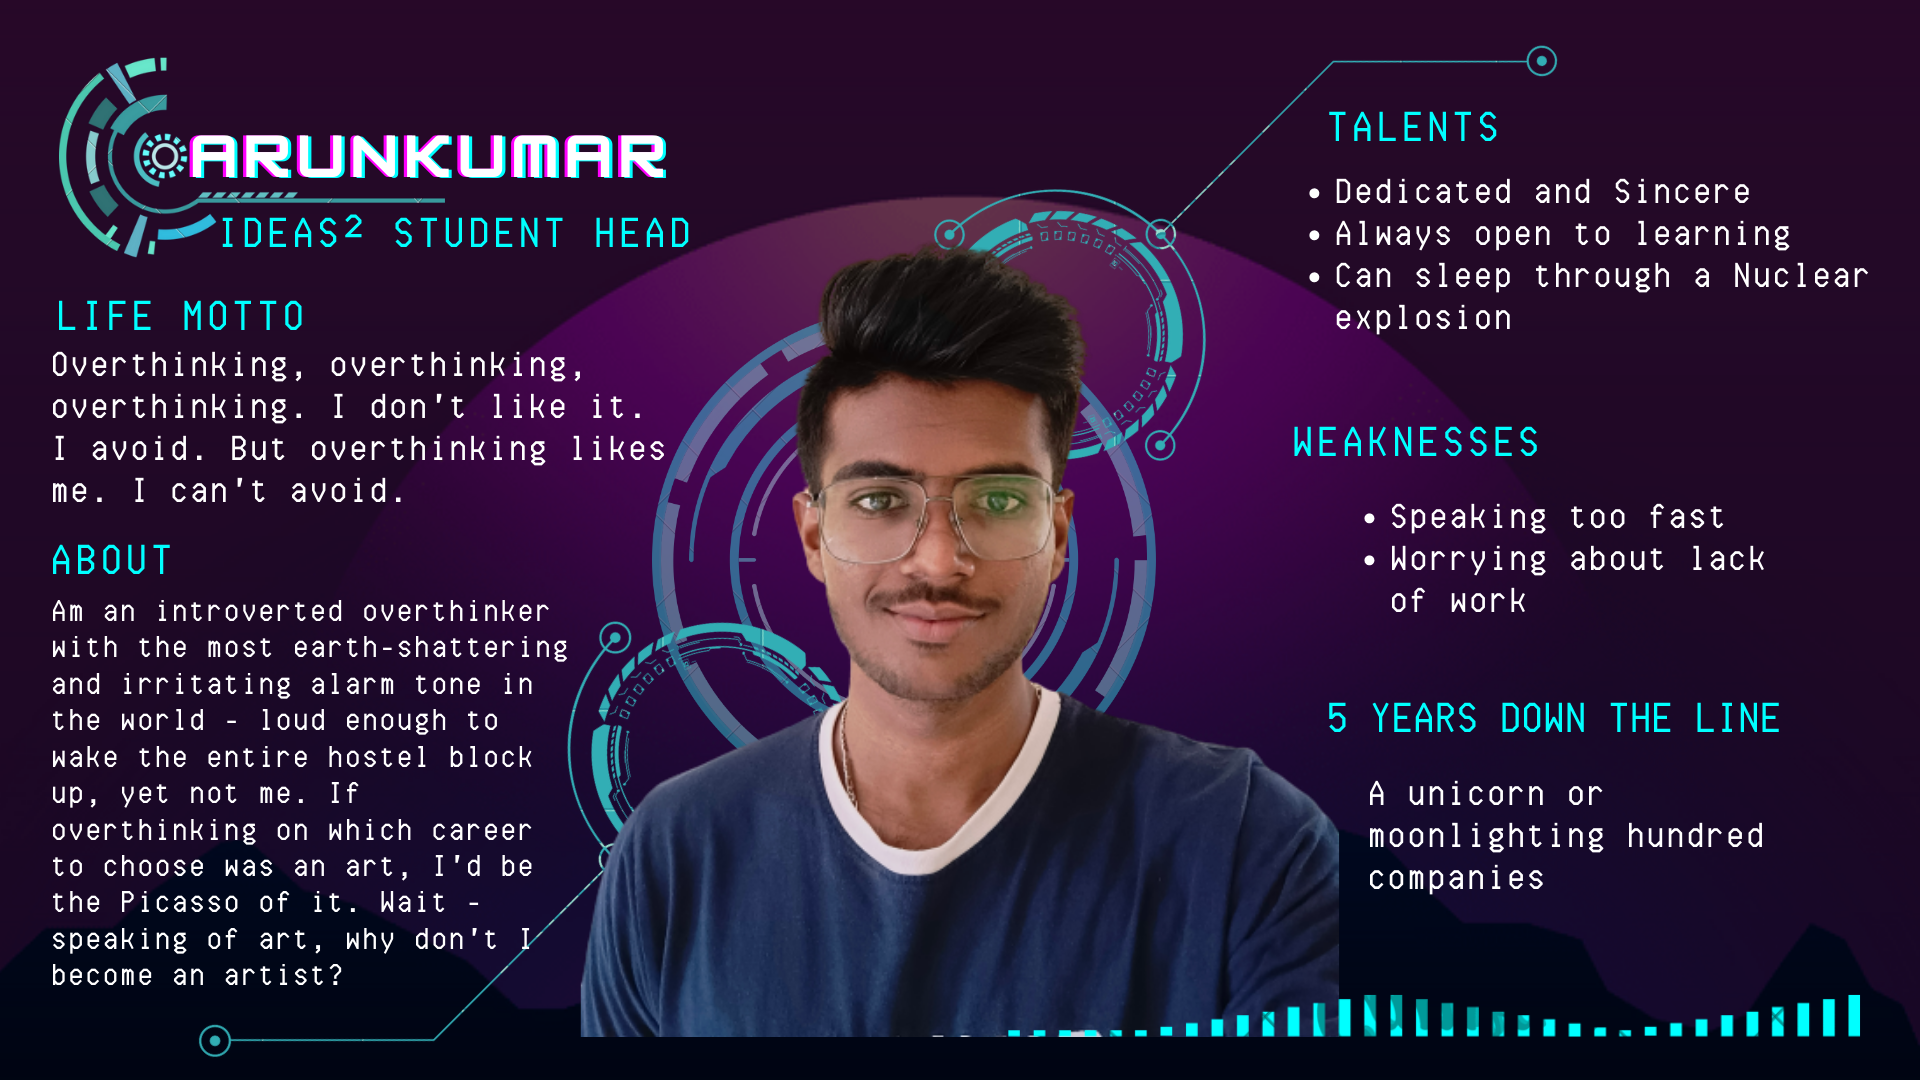 ARUNKUMAR
IDEAS² STUDENT HEAD
LIFE MOTTO
Overthinking, overthinking,
overthinking. I don't like it.
I avoid. But overthinking likes
me. I can't avoid.
ABOUT
Am an introverted overthinker
with the most earth-shattering
and irritating alarm tone in
the world - loud enough to
wake the entire hostel block
up, yet not me. If
overthinking on which career
to choose was an art, I'd be
the Picasso of it. Wait -
speaking of art, why don't I
become an artist?
TALENTS
• Dedicated and Sincere
• Always open to learning
• Can sleep through a Nuclear
explosion
WEAKNESSES
• Speaking too fast
• Worrying about lack
of work
5 YEARS DOWN THE LINE
A unicorn or
moonlighting hundred
companies